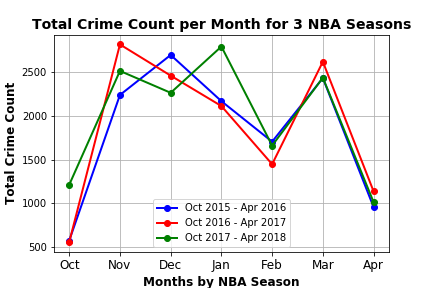 Total Crime Count per Month for 3 NBA Seasons
Total Crime Count
2500
2000
1500
1000
500
Oct 2015 - Apr 2016
Oct 2016 - Apr 2017
Oct 2017 - Apr 2018
Oct Nov Dec Jan Feb Mar Apr
Months by NBA Season